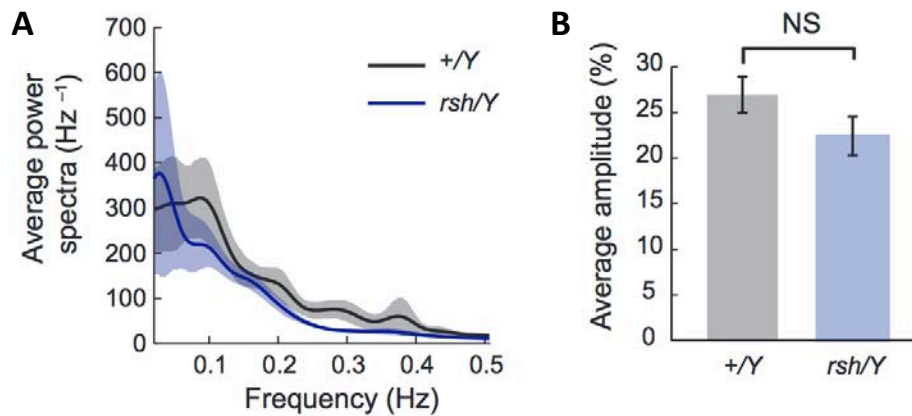 A
Average power
spectra (Hz⁻¹)
700
600
500
400
300
200
100
0
+/Y
rsh/Y
0.1
0.2
0.3
0.4
0.5
Frequency (Hz)
B
NS
Average amplitude (%)
30
25
20
15
10
5
0
+/Y
rsh/Y